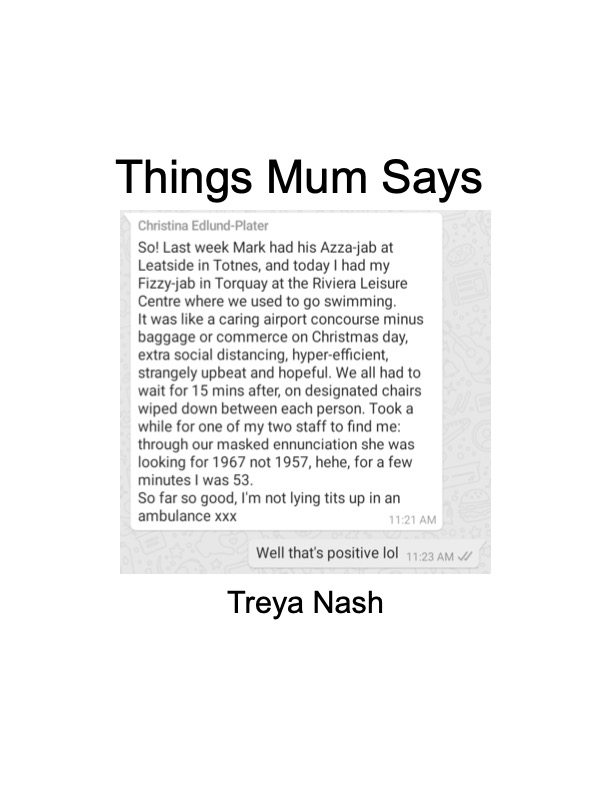 Things Mum Says
Christina Edlund-Plater
So! Last week Mark had his Azza-jab at
Leatside in Totnes, and today I had my
Fizzy-jab in Torquay at the Riviera Leisure
Centre where we used to go swimming.
It was like a caring airport concourse minus
baggage or commerce on Christmas day,
extra social distancing, hyper-efficient,
strangely upbeat and hopeful. We all had to
wait for 15 mins after, on designated chairs
wiped down between each person. Took a
while for one of my two staff to find me:
through our masked ennunciation she was
looking for 1967 not 1957, hehe, for a few
minutes I was 53.
So far so good, I'm not lying tits up in an
ambulance xxx
11:21 AM
Well that's positive lol 11:23 AM
Treya Nash